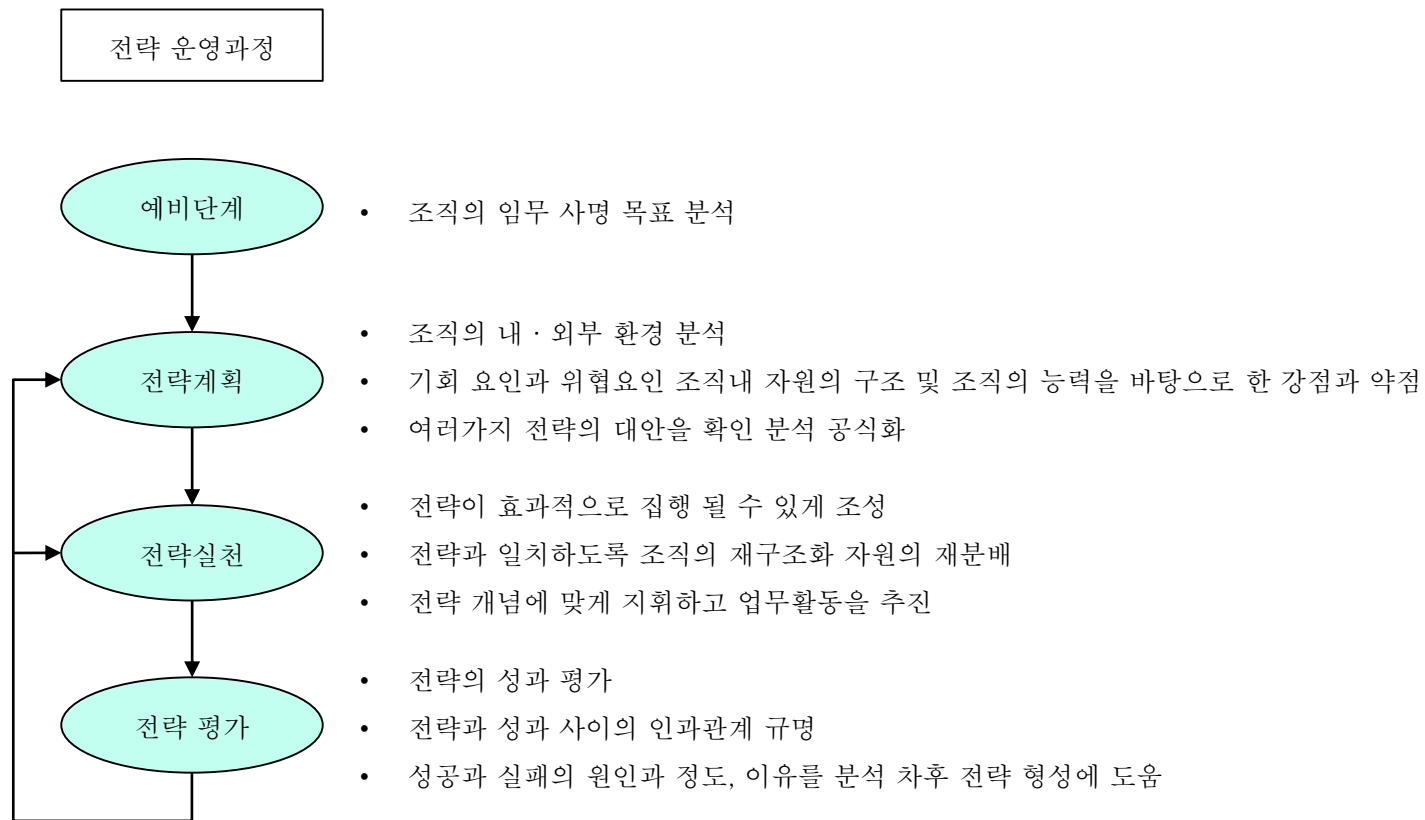 전략 운영과정
예비단계
• 조직의 임무 사명 목표 분석
전략계획
• 조직의 내 · 외부 환경 분석
• 기회 요인과 위협요인 조직내 자원의 구조 및 조직의 능력을 바탕으로 한 강점과 약점
• 여러가지 전략의 대안을 확인 분석 공식화
전략실천
• 전략이 효과적으로 집행 될 수 있게 조성
• 전략과 일치하도록 조직의 재구조화 자원의 재분배
• 전략 개념에 맞게 지휘하고 업무활동을 추진
전략 평가
• 전략의 성과 평가
• 전략과 성과 사이의 인과관계 규명
• 성공과 실패의 원인과 정도, 이유를 분석 차후 전략 형성에 도움